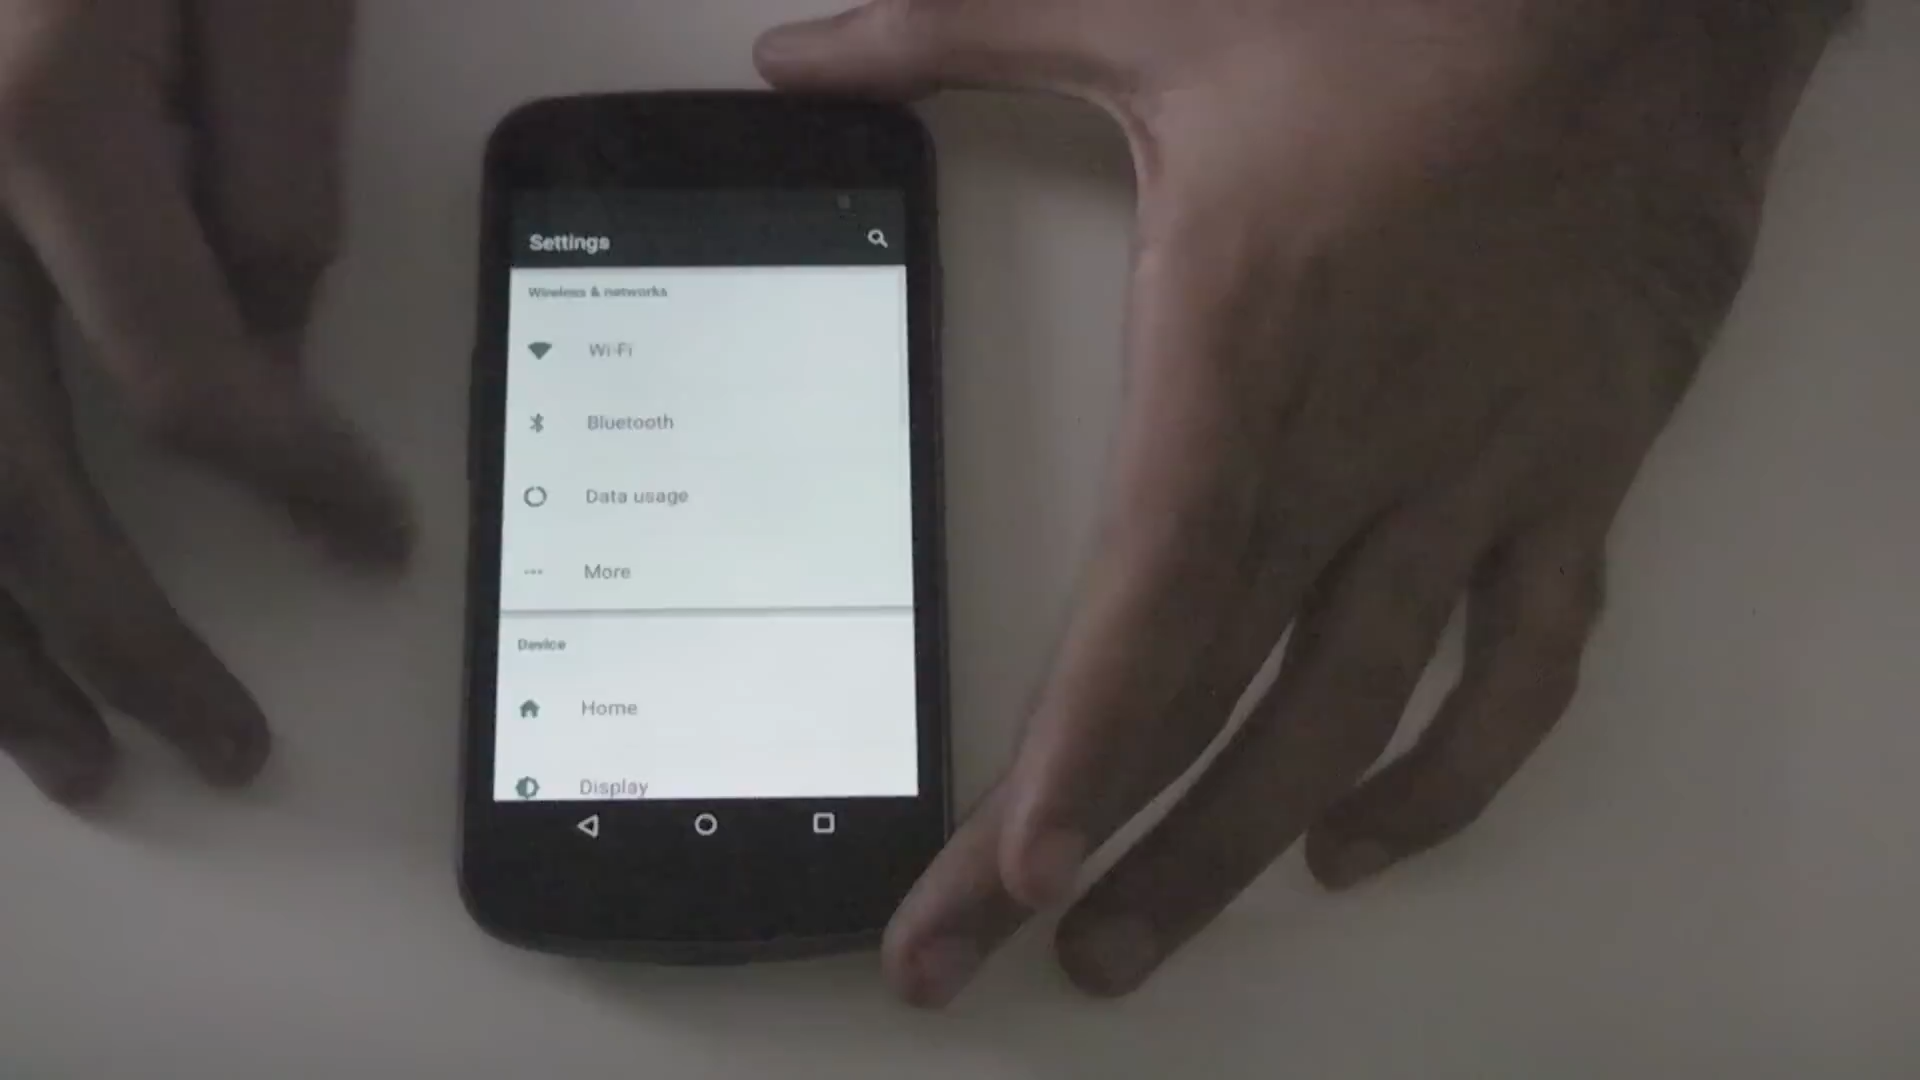 Settings
Wireless & networks
Wi-Fi
Bluetooth
Data usage
More
Device
Home
Display